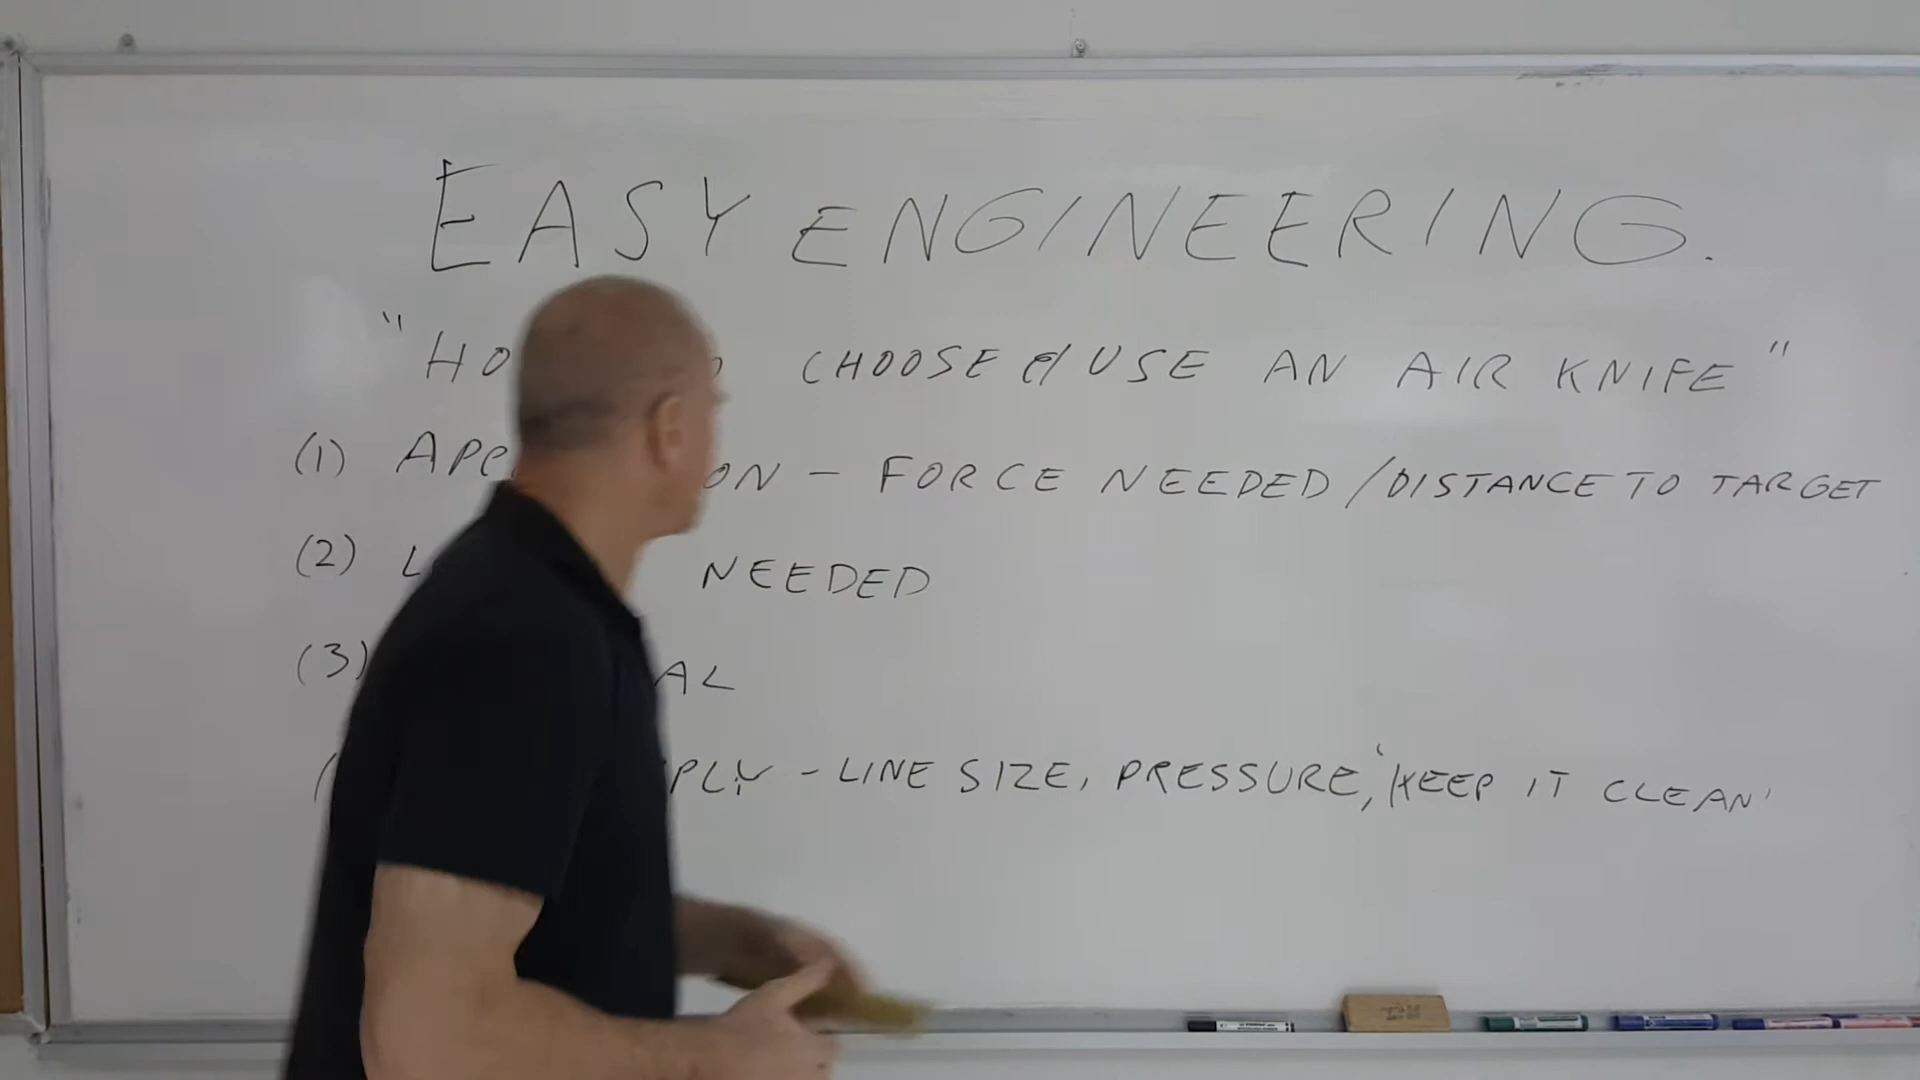 EASY ENGINEERING.
" HO CHOOSE & USE AN AIR KNIFE "
(1) APP ON - FORCE NEEDED / DISTANCE TO TARGET
(2) L NEEDED
(3) AL
( PLY - LINE SIZE, PRESSURE, 'KEEP IT CLEAN'